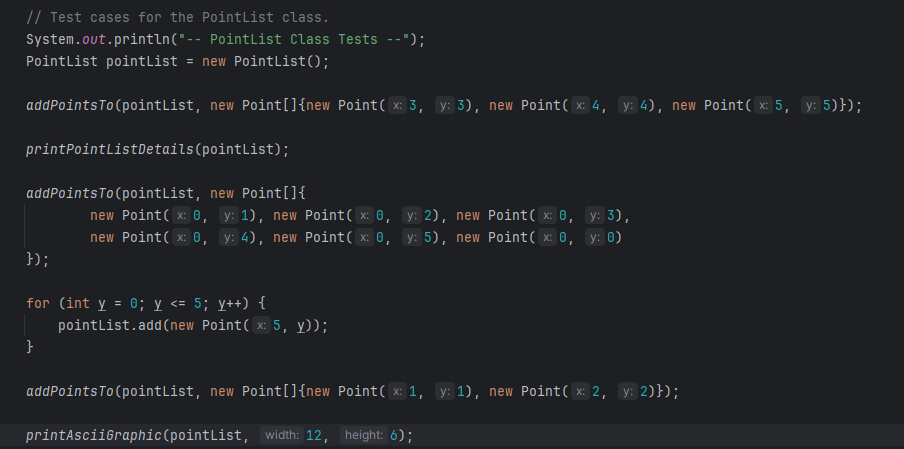 // Test cases for the PointList class.
System.out.println("-- PointList Class Tests --");
PointList pointList = new PointList();
addPointsTo(pointList, new Point[]{new Point( x: 3, y: 3), new Point( x: 4, y: 4), new Point( x: 5, y: 5)});
printPointListDetails(pointList);
addPointsTo(pointList, new Point[]{
new Point( x: 0, y: 1), new Point( x: 0, y: 2), new Point( x: 0, y: 3),
new Point( x: 0, y: 4), new Point( x: 0, y: 5), new Point( x: 0, y: 0)
});
for (int y = 0; y <= 5; y++) {
pointList.add(new Point( x: 5, y));
}
addPointsTo(pointList, new Point[]{new Point( x: 1, y: 1), new Point( x: 2, y: 2)});
printAsciiGraphic(pointList, width: 12, height: 6);